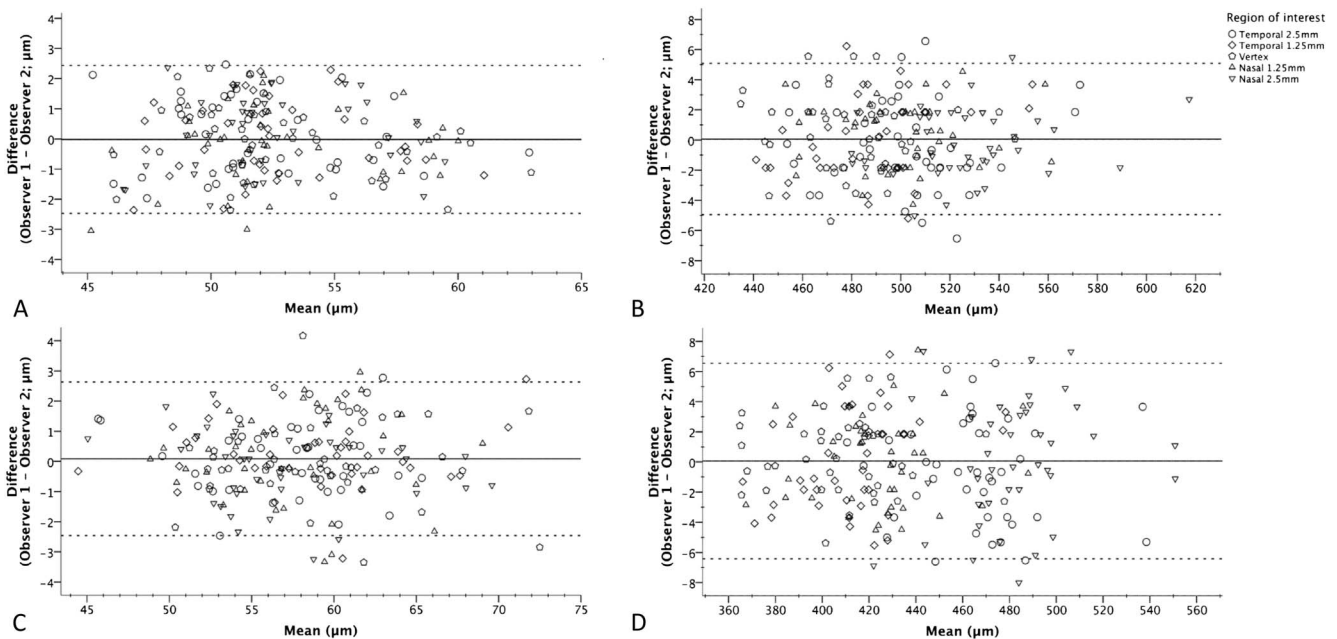 4
3
2
1
0
-1
-2
-3
-4
Difference
(Observer 1 – Observer 2; µm)
45 50 55 60 65
Mean (µm)
A
8
6
4
2
0
-2
-4
-6
-8
Difference
(Observer 1 – Observer 2; µm)
420 440 460 480 500 520 540 560 580 600 620
Mean (µm)
B
Region of interest
Temporal 2.5mm
Temporal 1.25mm
Vertex
Nasal 1.25mm
Nasal 2.5mm
4
3
2
1
0
-1
-2
-3
-4
Difference
(Observer 1 – Observer 2; µm)
45 50 55 60 65 70 75
Mean (µm)
C
8
6
4
2
0
-2
-4
-6
-8
Difference
(Observer 1 – Observer 2; µm)
360 380 400 420 440 460 480 500 520 540 560
Mean (µm)
D